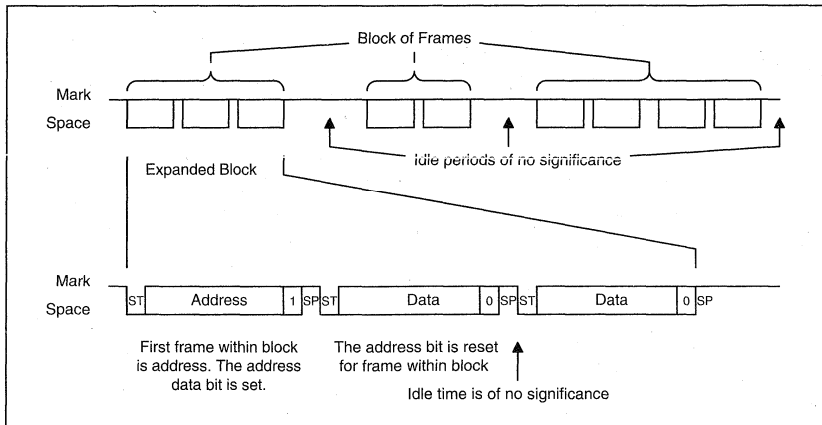 Block of Frames
Mark
Space
Idle periods of no significance
Expanded Block
Mark
Space
ST Address 1 SP ST Data 0 SP ST Data 0 SP
First frame within block
is address. The address
data bit is set.
The address bit is reset
for frame within block
Idle time is of no significance